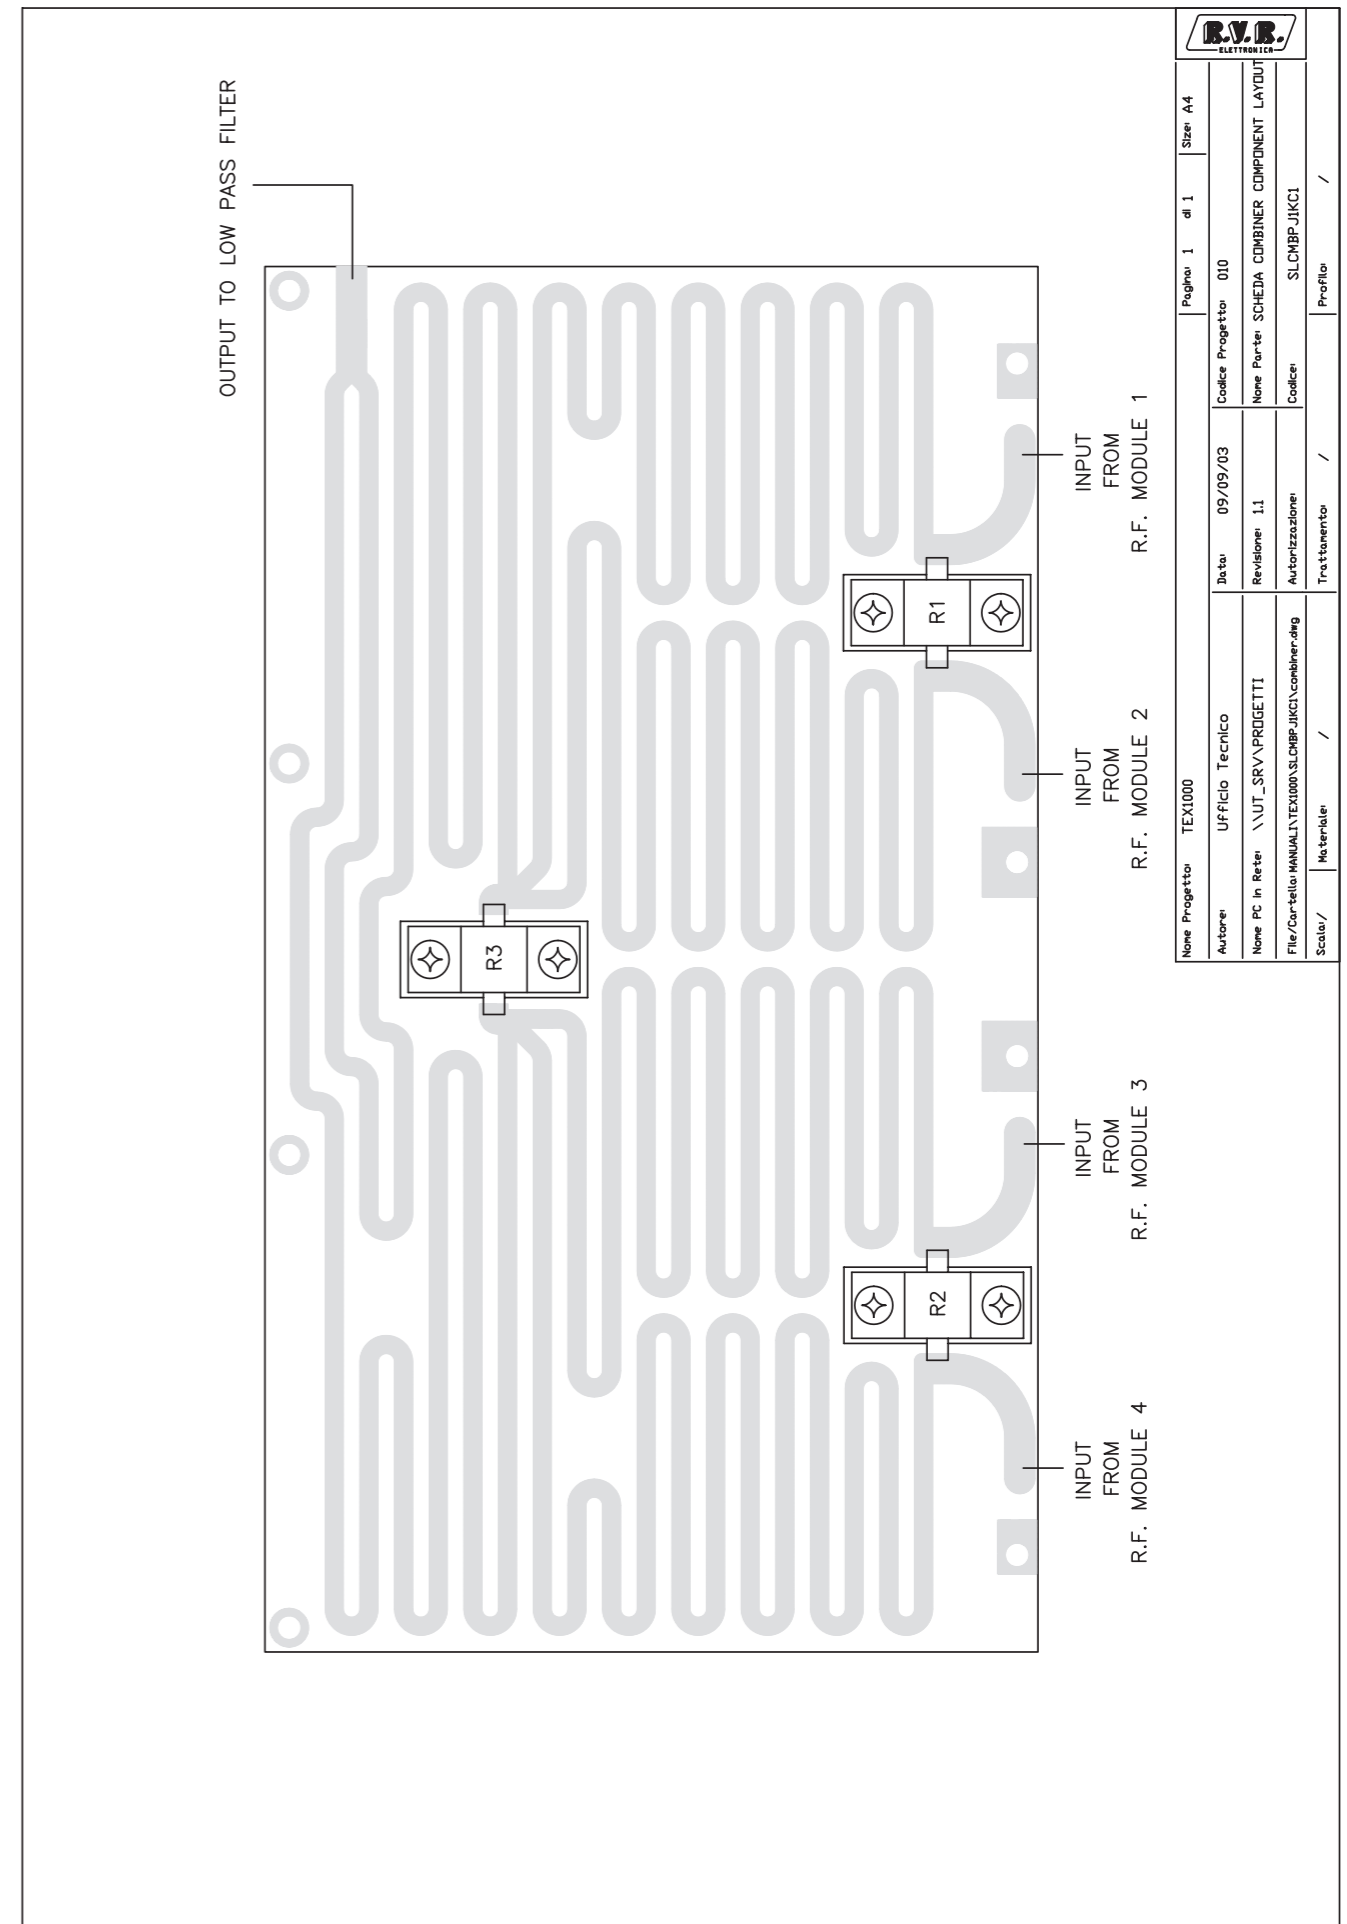 OUTPUT TO LOW PASS FILTER
INPUT
FROM
R.F. MODULE 4
INPUT
FROM
R.F. MODULE 3
INPUT
FROM
R.F. MODULE 2
INPUT
FROM
R.F. MODULE 1
R3
R2
R1
R.V.R.
ELETTRONICA
Nome Progetto: TEX1000
Pagina: 1 di 1
Size: A4
Autore: Ufficio Tecnico
Data: 09/09/03
Codice Progetto: 010
Nome PC in Rete: \\UT_SRV\PROGETTI
Revisione: 1.1
Nome Parte: SCHEDA COMBINER COMPONENT LAYOUT
File/Cartella: MANUALI\TEX1000\SLCMBPJ1KC1\combiner.dwg
Autorizzazione:
Codice: SLCMBPJ1KC1
Scala: /
Materiale: /
Trattamento: /
Profilo: /